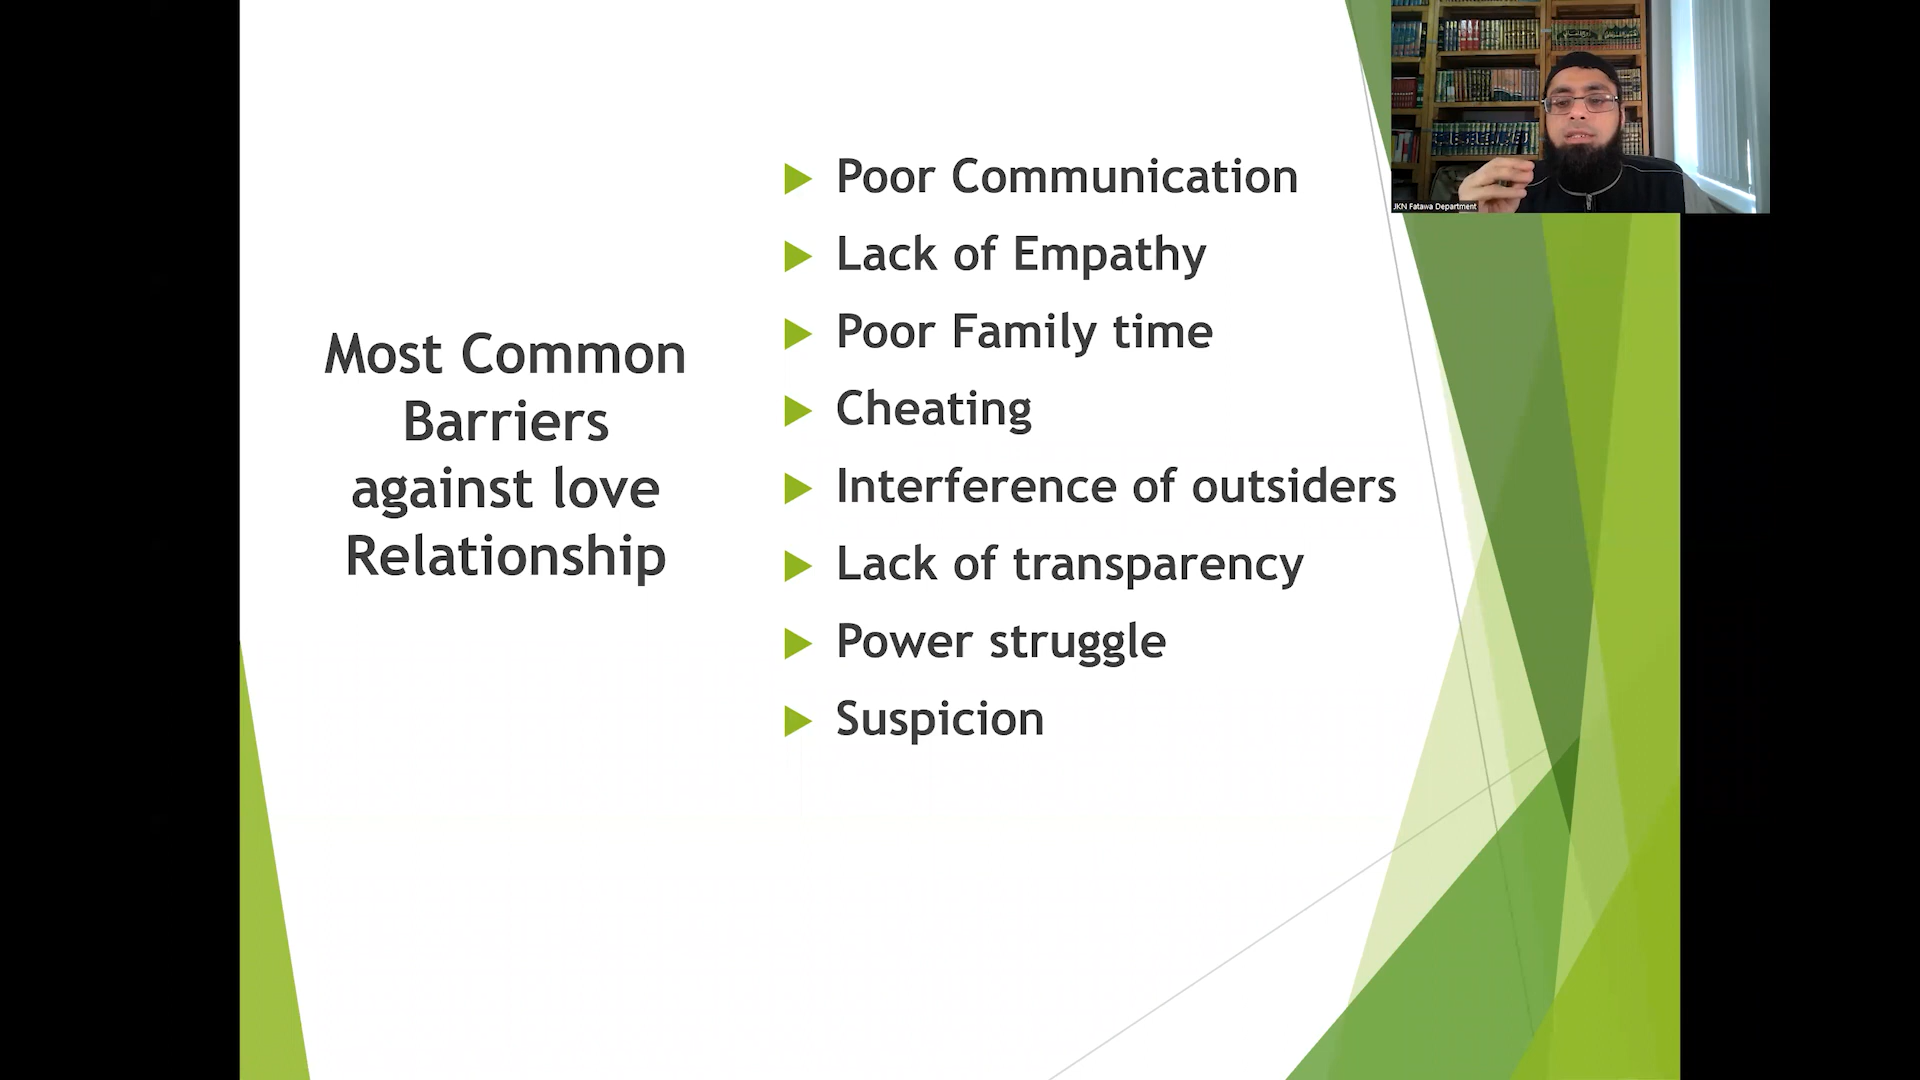 Most Common
Barriers
against love
Relationship
Poor Communication
Lack of Empathy
Poor Family time
Cheating
Interference of outsiders
Lack of transparency
Power struggle
Suspicion
JKN Fatawa Department